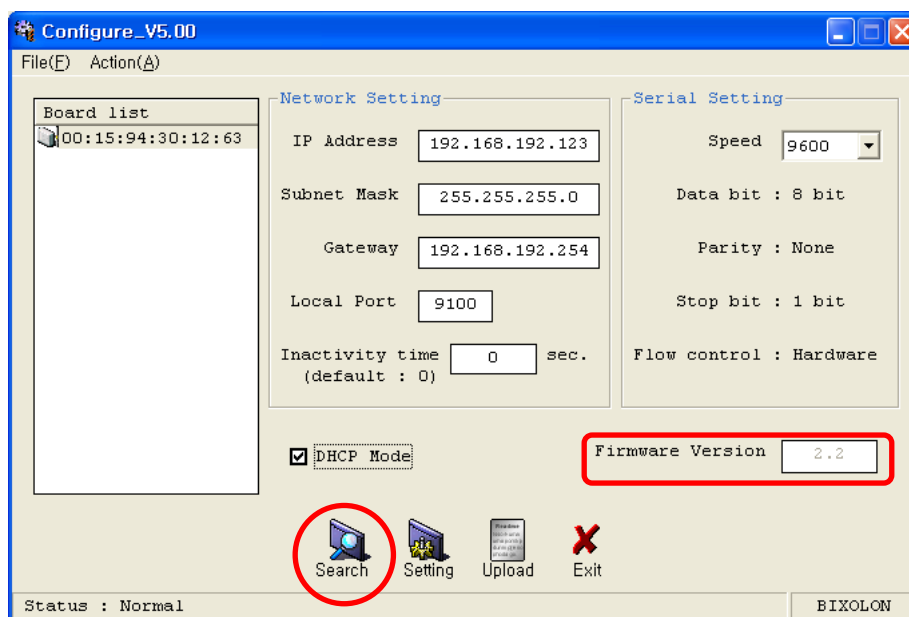 Configure_V5.00
File(F) Action(A)
Board list
00:15:94:30:12:63
Network Setting
IP Address 192.168.192.123
Subnet Mask 255.255.255.0
Gateway 192.168.192.254
Local Port 9100
Inactivity time 0 sec.
(default : 0)
Serial Setting
Speed 9600
Data bit : 8 bit
Parity : None
Stop bit : 1 bit
Flow control : Hardware
DHCP Mode
Firmware Version 2.2
Search Setting Upload Exit
Status : Normal BIXOLON